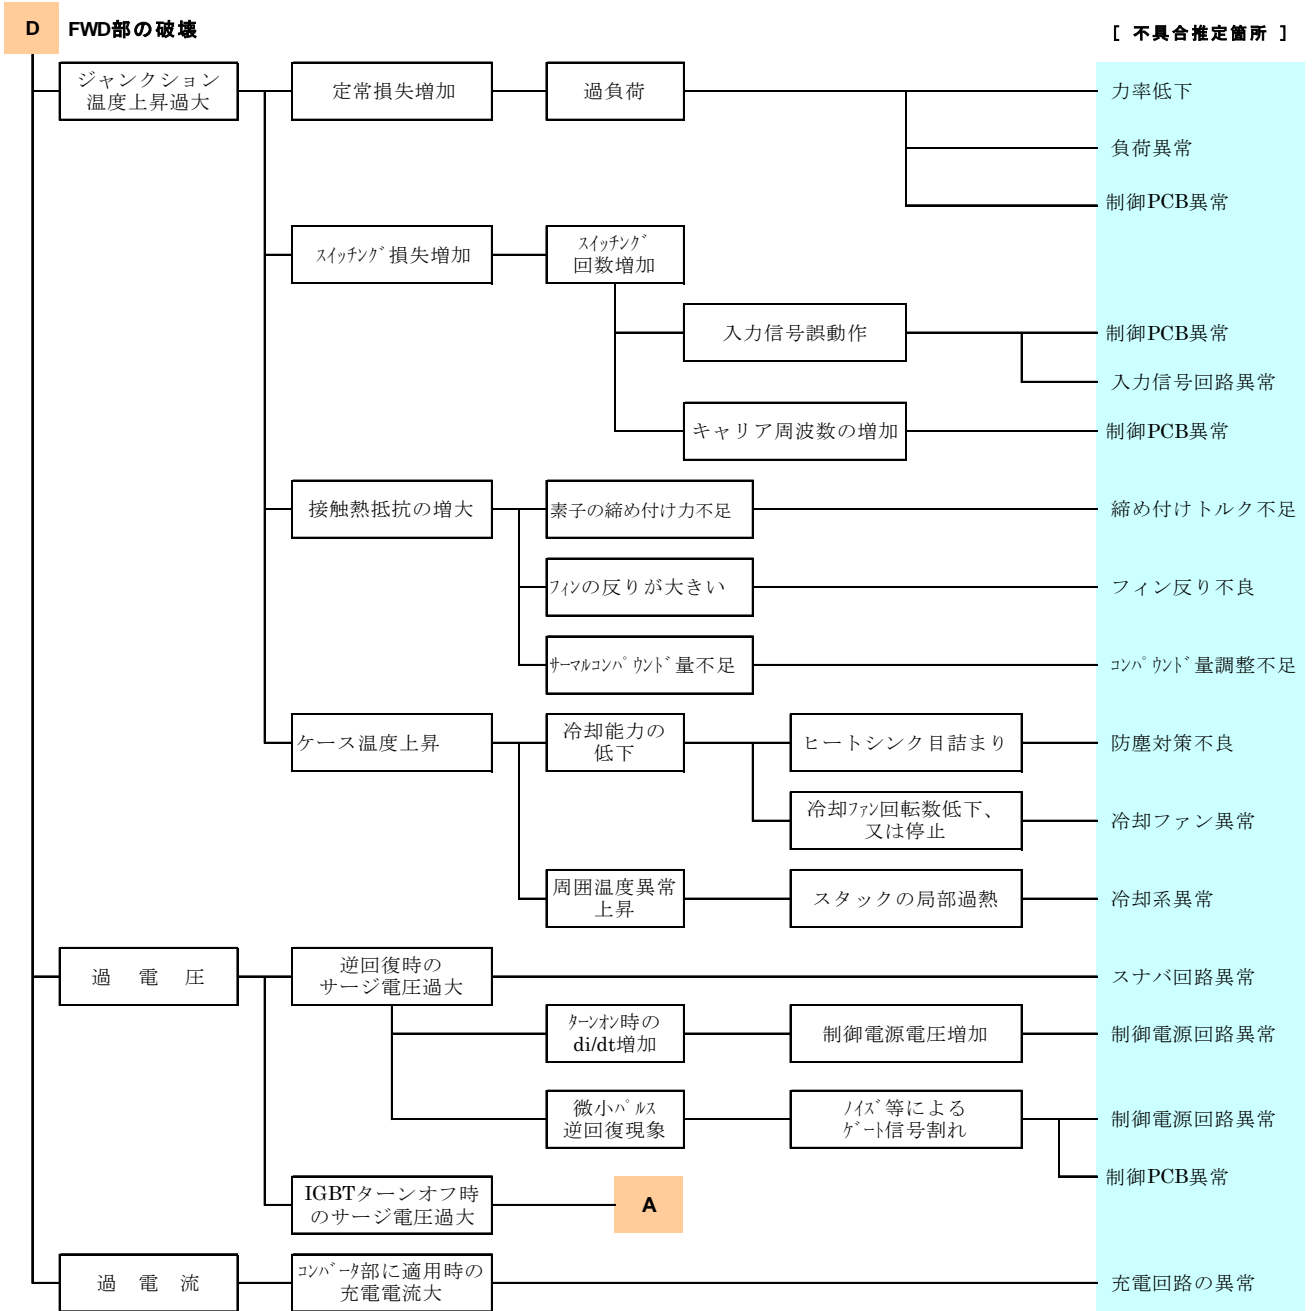 D
FWD部の破壊
[ 不具合推定箇所 ]
ジャンクション
温度上昇過大
定常損失増加
過負荷
力率低下
負荷異常
制御PCB異常
ｽｲｯﾁﾝｸﾞ損失増加
ｽｲｯﾁﾝｸﾞ
回数増加
入力信号誤動作
制御PCB異常
入力信号回路異常
キャリア周波数の増加
制御PCB異常
接触熱抵抗の増大
素子の締め付け力不足
締め付けトルク不足
ﾌｨﾝの反りが大きい
フィン反り不良
ｻｰﾏﾙｺﾝﾊﾟｳﾝﾄﾞ量不足
ｺﾝﾊﾟｳﾝﾄﾞ量調整不足
ケース温度上昇
冷却能力の
低下
ヒートシンク目詰まり
防塵対策不良
冷却ﾌｧﾝ回転数低下、
又は停止
冷却ファン異常
周囲温度異常
上昇
スタックの局部過熱
冷却系異常
過 電 圧
逆回復時の
サージ電圧過大
スナバ回路異常
ﾀｰﾝｵﾝ時の
di/dt増加
制御電源電圧増加
制御電源回路異常
微小ﾊﾟﾙｽ
逆回復現象
ﾉｲｽﾞ等による
ｹﾞｰﾄ信号割れ
制御電源回路異常
制御PCB異常
IGBTターンオフ時
のサージ電圧過大
A
過 電 流
ｺﾝﾊﾞｰﾀ部に適用時の
充電電流大
充電回路の異常